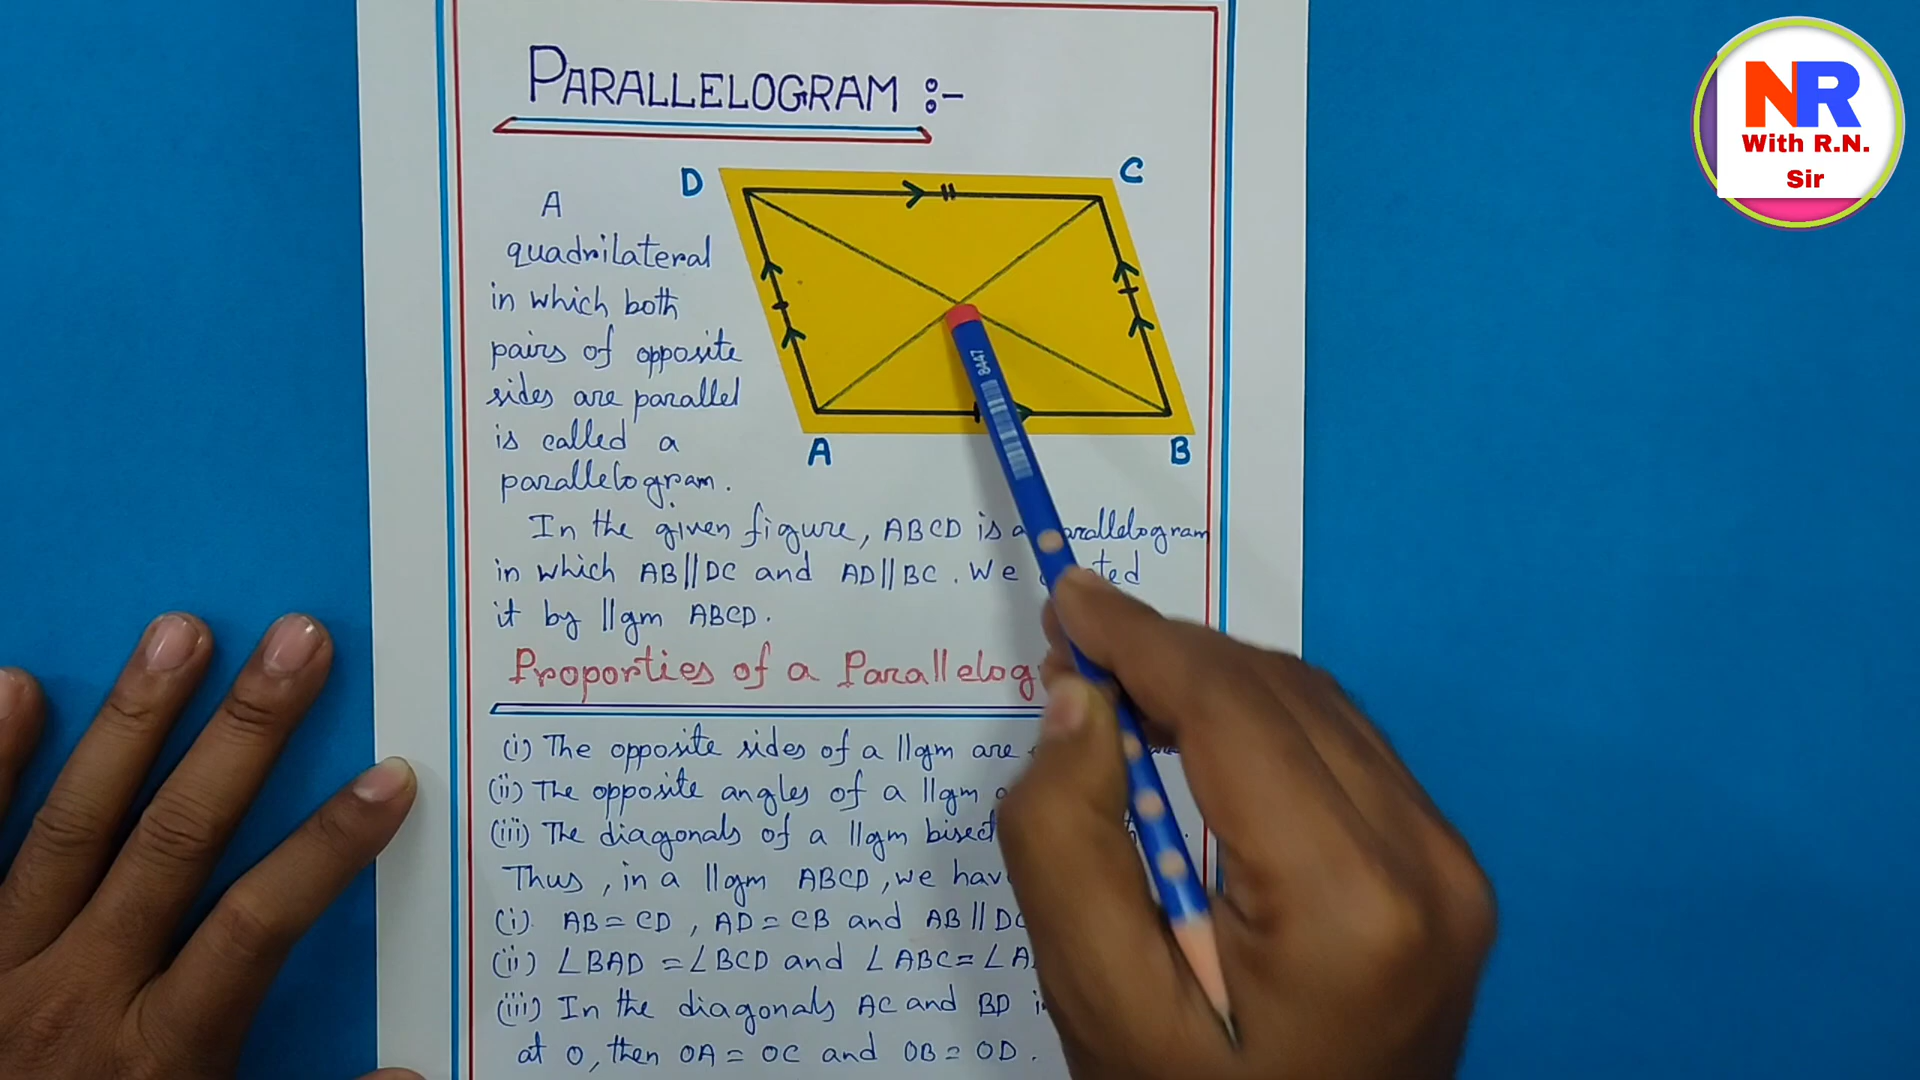 PARALLELOGRAM :-
NR
With R.N.
Sir
D
C
A
quadrilateral
in which both
pairs of opposite
sides are parallel
is called a
parallelogram.
A
B
8447
In the given figure, ABCD is a parallelogram
in which AB||DC and AD||BC. We
it by ||gm ABCD.
Proporties of a Parallelog
(i) The opposite sides of a ||gm are
(ii) The opposite angles of a ||gm
(iii) The diagonals of a ||gm bisect
Thus, in a ||gm ABCD, we hav
(i). AB = CD, AD = CB and AB || DC
(ii) ∠BAD = ∠BCD and ∠ABC = ∠A
(iii) In the diagonals AC and BD
at O, then OA = OC and OB = OD.